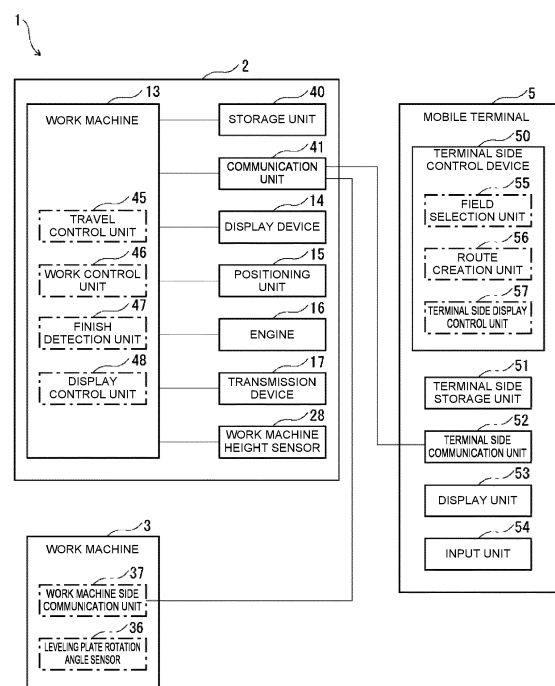 1
2
13
WORK MACHINE
45
TRAVEL
CONTROL UNIT
46
WORK CONTROL
UNIT
47
FINISH
DETECTION UNIT
48
DISPLAY
CONTROL UNIT
40
STORAGE UNIT
41
COMMUNICATION
UNIT
14
DISPLAY DEVICE
15
POSITIONING
UNIT
16
ENGINE
17
TRANSMISSION
DEVICE
28
WORK MACHINE
HEIGHT SENSOR
3
WORK MACHINE
37
WORK MACHINE SIDE
COMMUNICATION UNIT
36
LEVELING PLATE ROTATION
ANGLE SENSOR
5
MOBILE TERMINAL
50
TERMINAL SIDE
CONTROL DEVICE
55
FIELD
SELECTION UNIT
56
ROUTE
CREATION UNIT
57
TERMINAL SIDE DISPLAY
CONTROL UNIT
51
TERMINAL SIDE
STORAGE UNIT
52
TERMINAL SIDE
COMMUNICATION UNIT
53
DISPLAY UNIT
54
INPUT UNIT